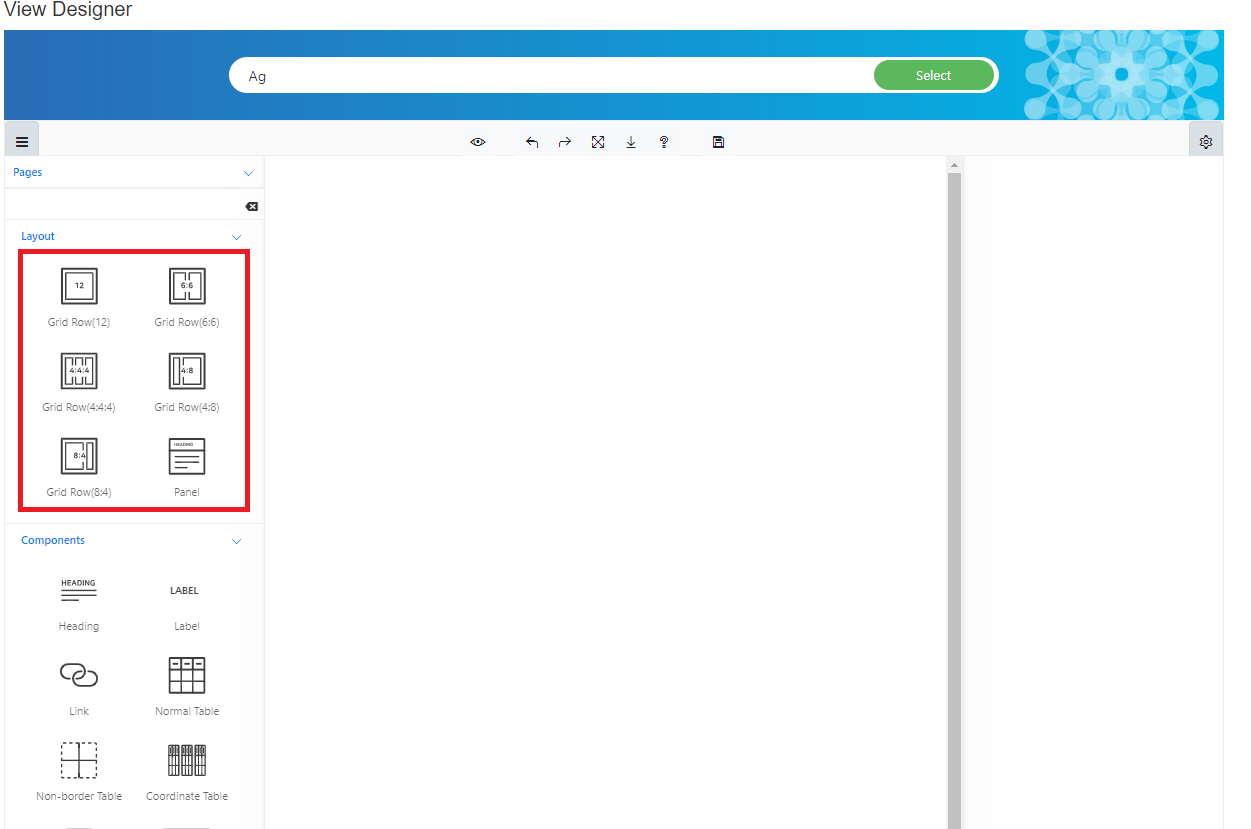 View Designer
Ag
Select
Pages
Layout
12
6:6
Grid Row(12)
Grid Row(6:6)
4:4:4
4:8
Grid Row(4:4:4)
Grid Row(4:8)
8:4
HEADING
Grid Row(8:4)
Panel
Components
HEADING
LABEL
Heading
Label
Link
Normal Table
Non-border Table
Coordinate Table